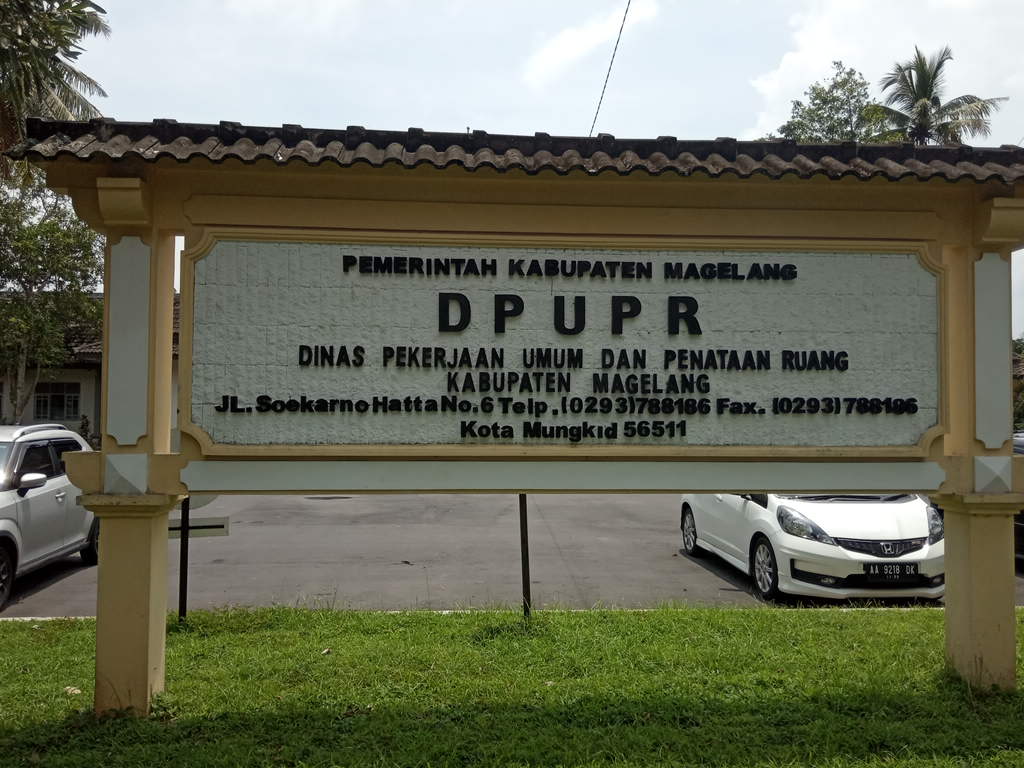 PEMERINTAH KABUPATEN MAGELANG
DPUPR
DINAS PEKERJAAN UMUM DAN PENATAAN RUANG
KABUPATEN MAGELANG
JL. Soekarno Hatta No. 6 Telp. (0293)788186 Fax. (0293)788186
Kota Mungkid 56511
AA 9218 OK